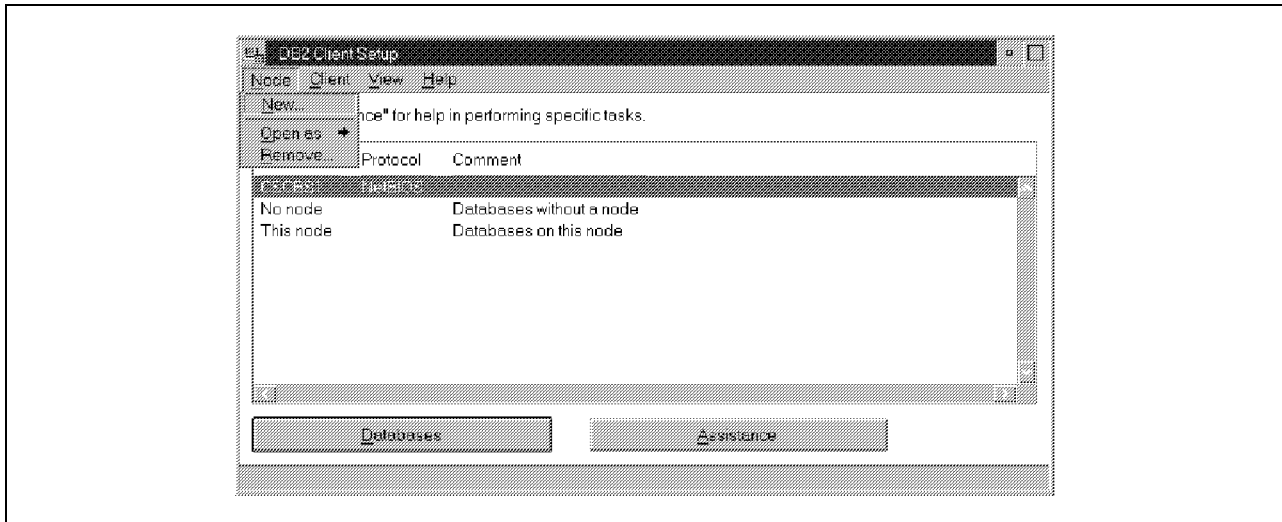 DB2 Client Setup
Node Client View Help
New...
Open as
Remove...
nce" for help in performing specific tasks.
Protocol Comment
NetBIOS
No node Databases without a node
This node Databases on this node
Databases Assistance